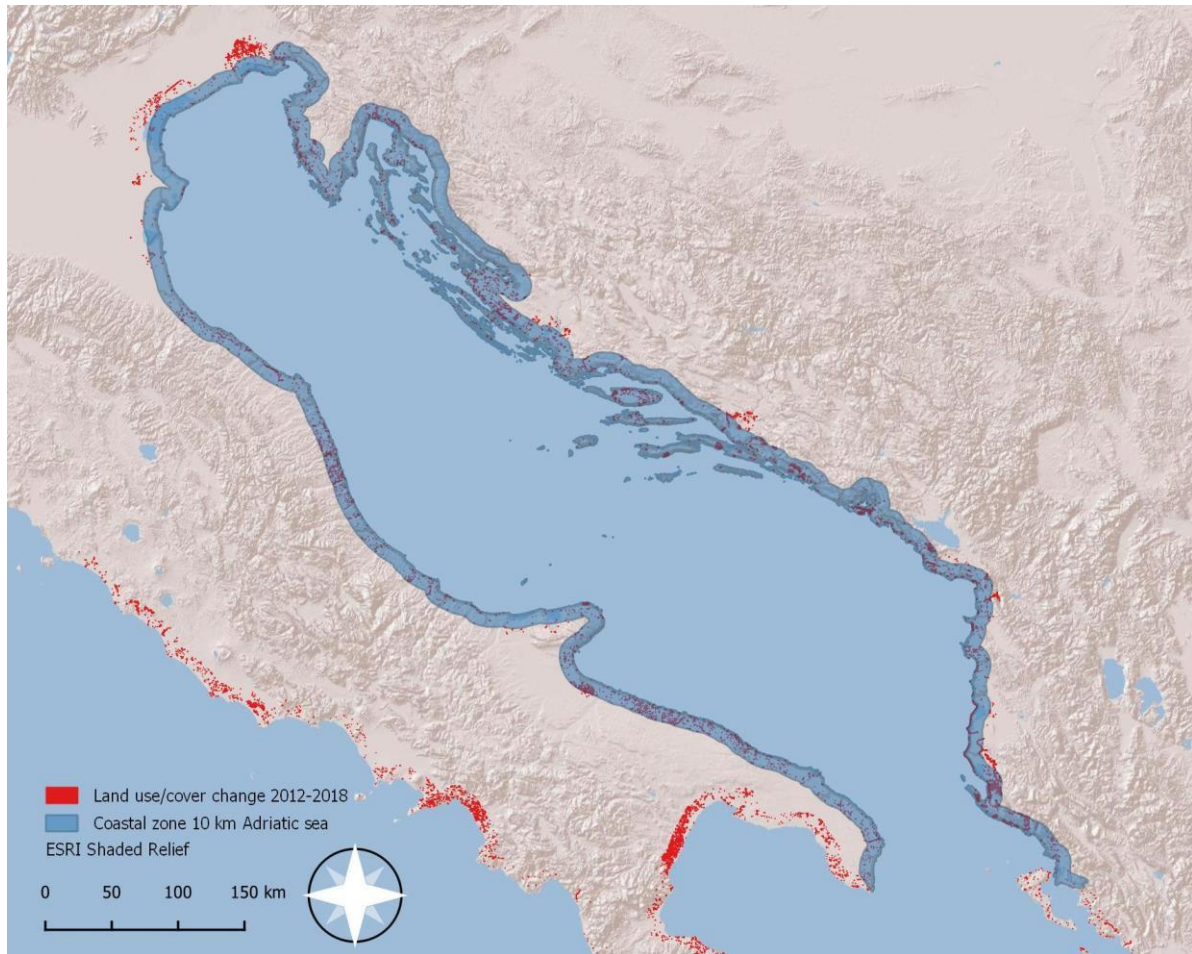 Land use/cover change 2012-2018
Coastal zone 10 km Adriatic sea
ESRI Shaded Relief
0 50 100 150 km